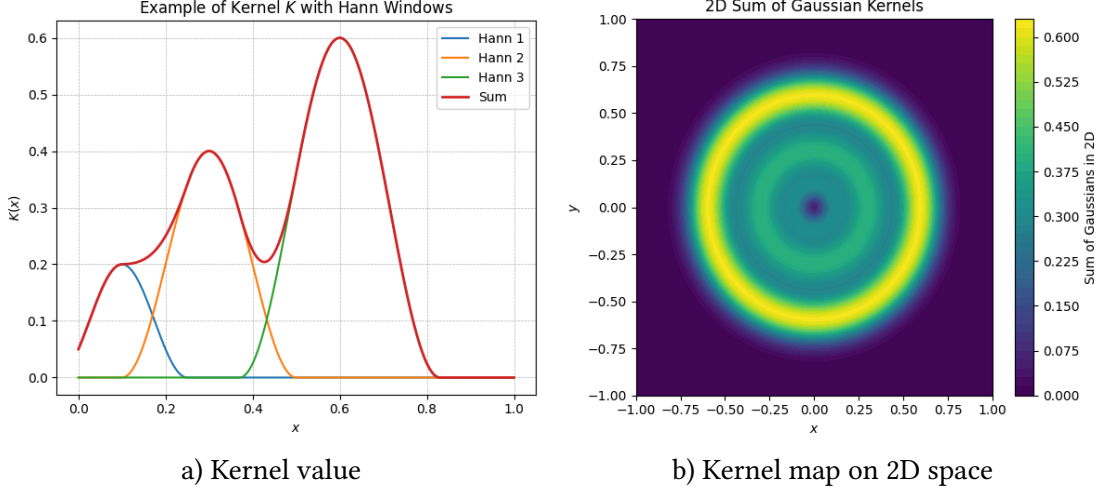 Example of Kernel K with Hann Windows
0.6
0.5
0.4
0.3
0.2
0.1
0.0
K(x)
0.0 0.2 0.4 0.6 0.8 1.0
x
Hann 1
Hann 2
Hann 3
Sum
a) Kernel value
2D Sum of Gaussian Kernels
1.00
0.75
0.50
0.25
0.00
−0.25
−0.50
−0.75
−1.00
y
−1.00 −0.75 −0.50 −0.25 0.00 0.25 0.50 0.75 1.00
x
0.600
0.525
0.450
0.375
0.300
0.225
0.150
0.075
0.000
Sum of Gaussians in 2D
b) Kernel map on 2D space